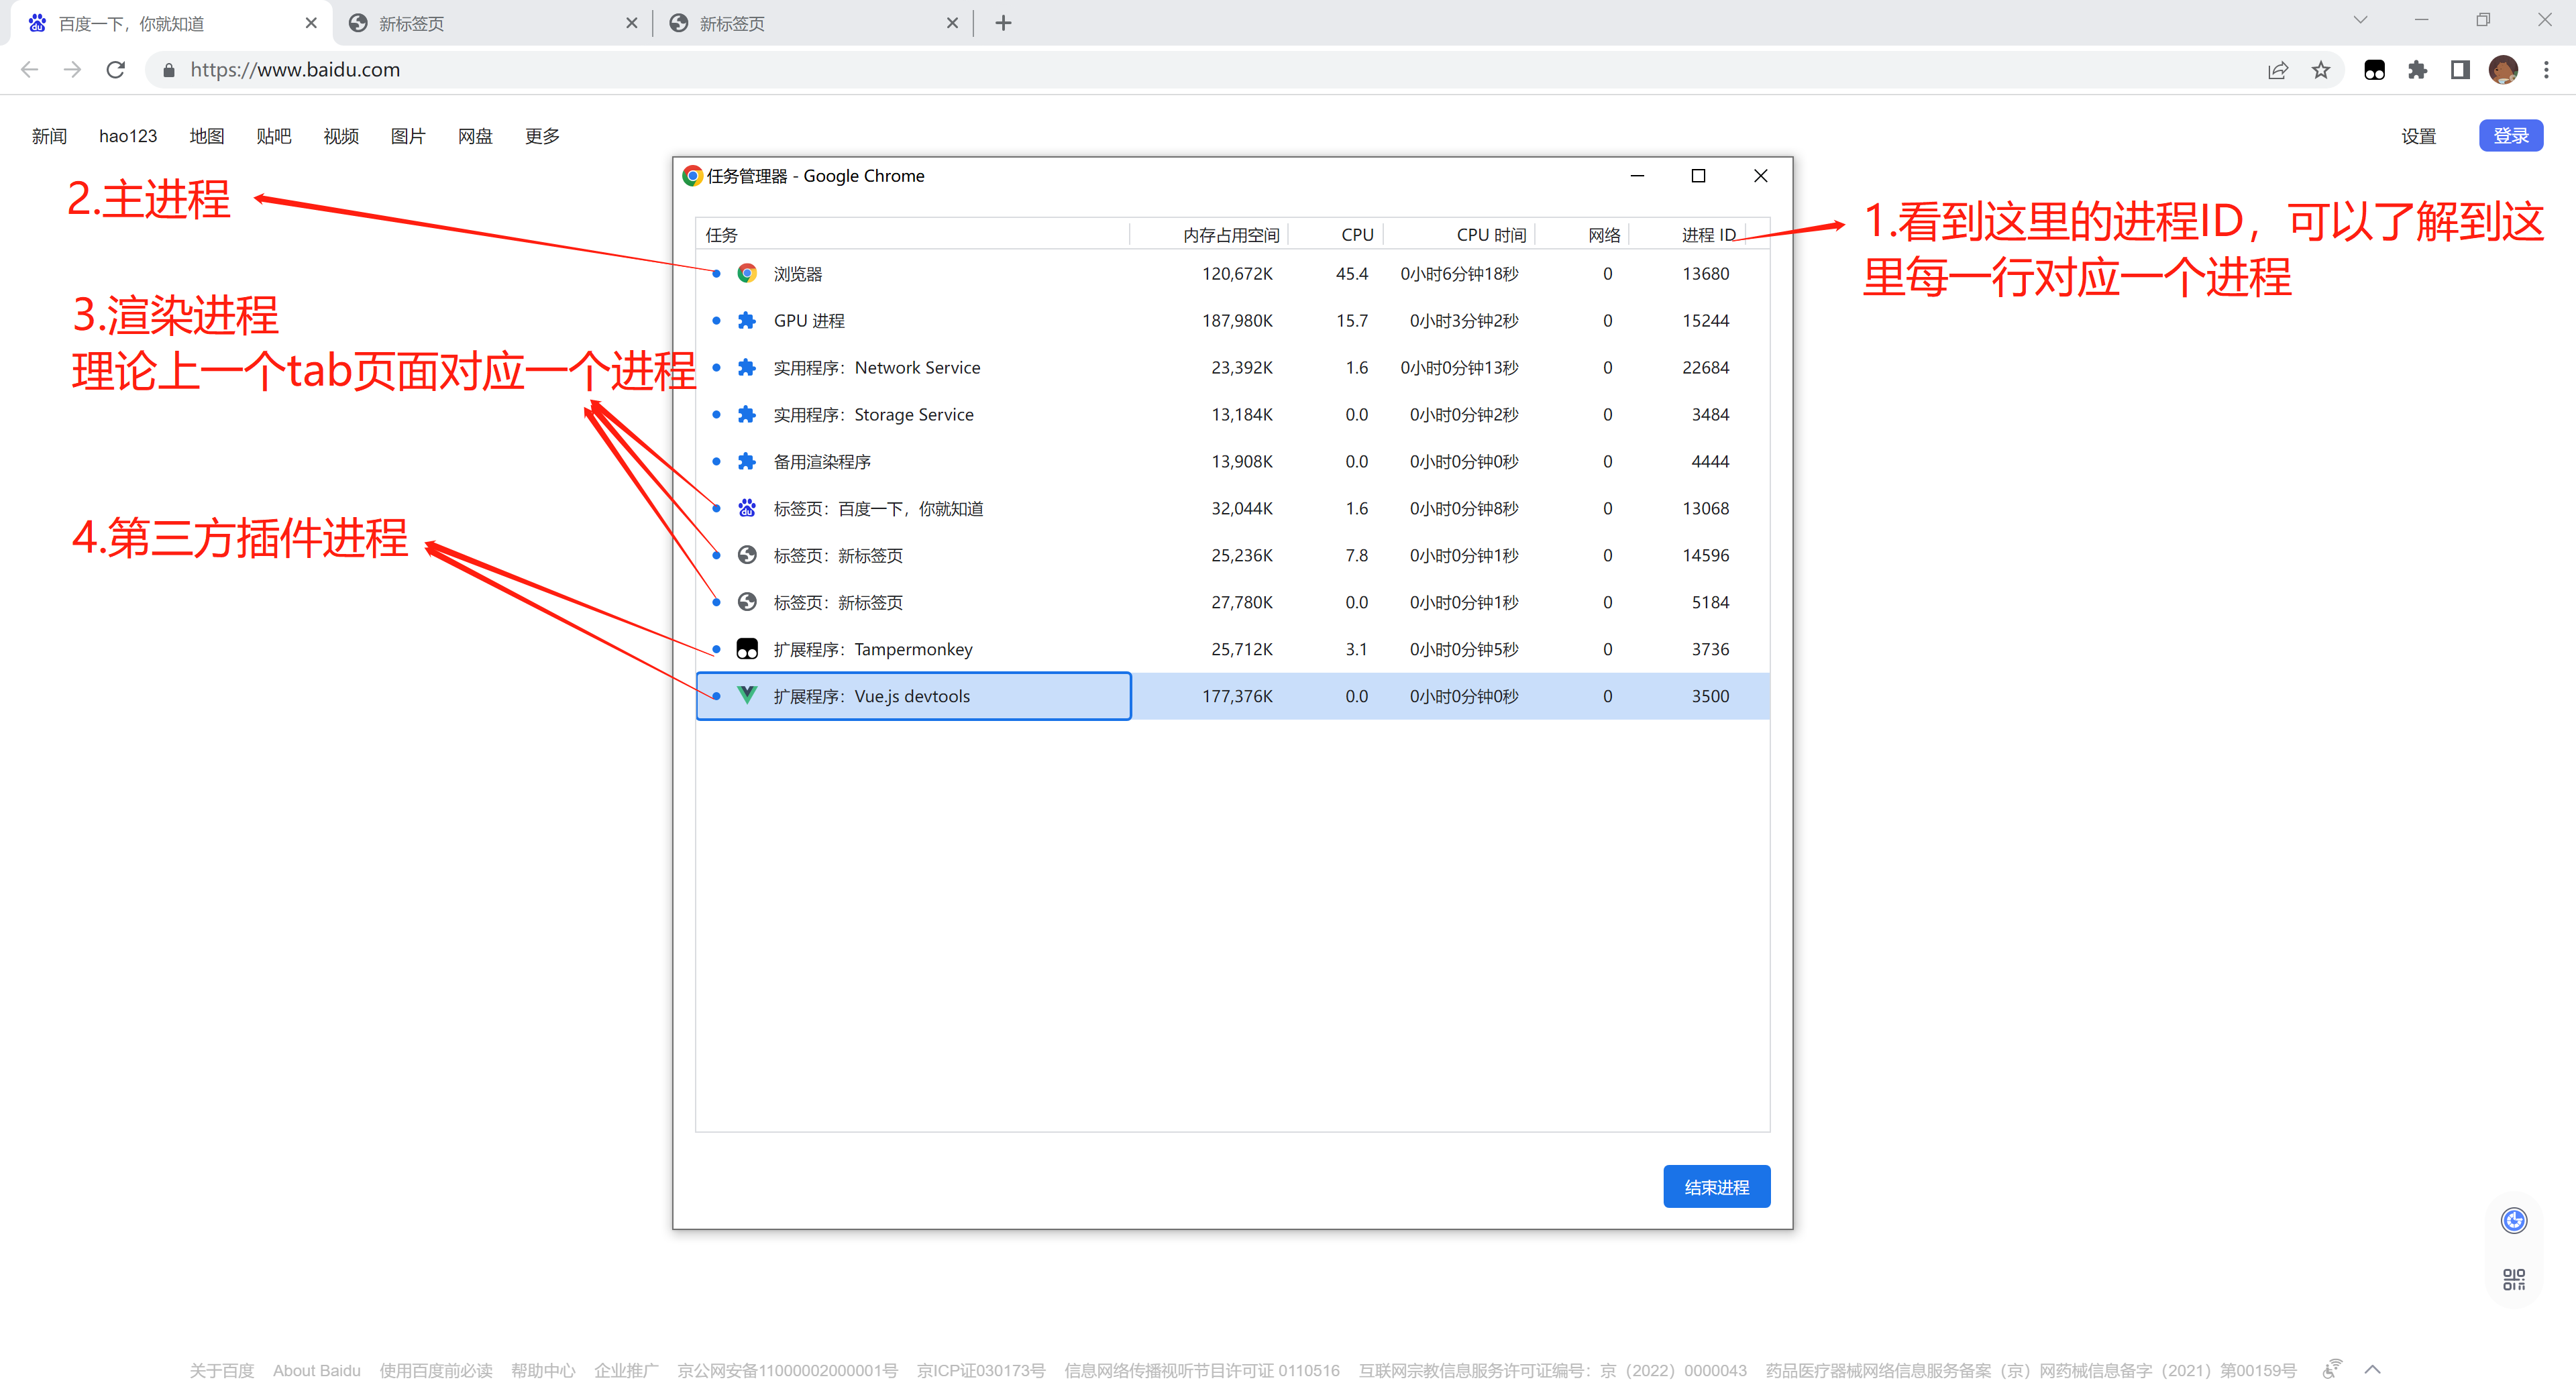 百度一下，你就知道
新标签页
新标签页
https://www.baidu.com
新闻 hao123 地图 贴吧 视频 图片 网盘 更多
设置 登录
2.主进程
3.渲染进程
理论上一个tab页面对应一个进程
4.第三方插件进程
任务管理器 - Google Chrome
任务 内存占用空间 CPU CPU 时间 网络 进程 ID
浏览器 120,672K 45.4 0小时6分钟18秒 0 13680
GPU 进程 187,980K 15.7 0小时3分钟2秒 0 15244
实用程序：Network Service 23,392K 1.6 0小时0分钟13秒 0 22684
实用程序：Storage Service 13,184K 0.0 0小时0分钟2秒 0 3484
备用渲染程序 13,908K 0.0 0小时0分钟0秒 0 4444
标签页：百度一下，你就知道 32,044K 1.6 0小时0分钟8秒 0 13068
标签页：新标签页 25,236K 7.8 0小时0分钟1秒 0 14596
标签页：新标签页 27,780K 0.0 0小时0分钟1秒 0 5184
扩展程序：Tampermonkey 25,712K 3.1 0小时0分钟5秒 0 3736
扩展程序：Vue.js devtools 177,376K 0.0 0小时0分钟0秒 0 3500
结束进程
1.看到这里的进程ID，可以了解到这
里每一行对应一个进程
关于百度 About Baidu 使用百度前必读 帮助中心 企业推广 京公网安备11000002000001号 京ICP证030173号 信息网络传播视听节目许可证 0110516 互联网宗教信息服务许可证编号：京（2022）0000043 药品医疗器械网络信息服务备案（京）网药械信息备字（2021）第00159号